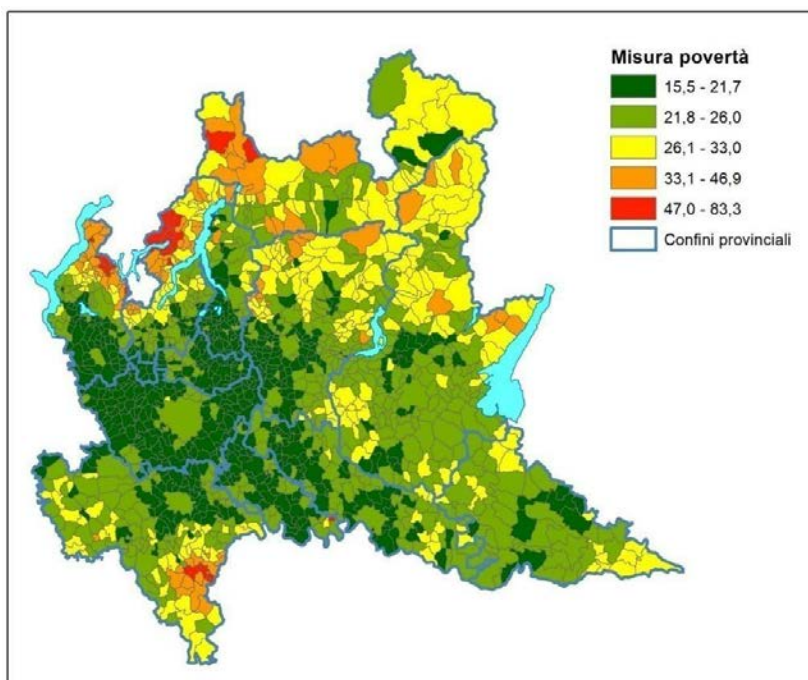 Misura povertà
15,5 - 21,7
21,8 - 26,0
26,1 - 33,0
33,1 - 46,9
47,0 - 83,3
Confini provinciali